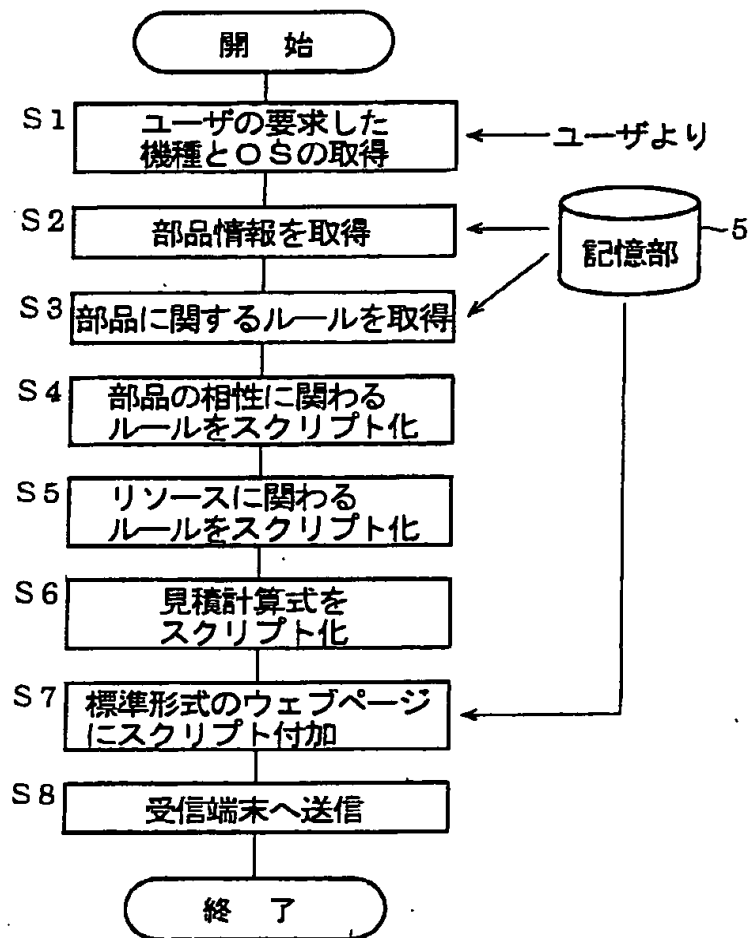 開 始
S1
ユーザの要求した
機種とOSの取得
ユーザより
S2
部品情報を取得
記憶部
5
S3
部品に関するルールを取得
S4
部品の相性に関わる
ルールをスクリプト化
S5
リソースに関わる
ルールをスクリプト化
S6
見積計算式を
スクリプト化
S7
標準形式のウェブページ
にスクリプト付加
S8
受信端末へ送信
終 了